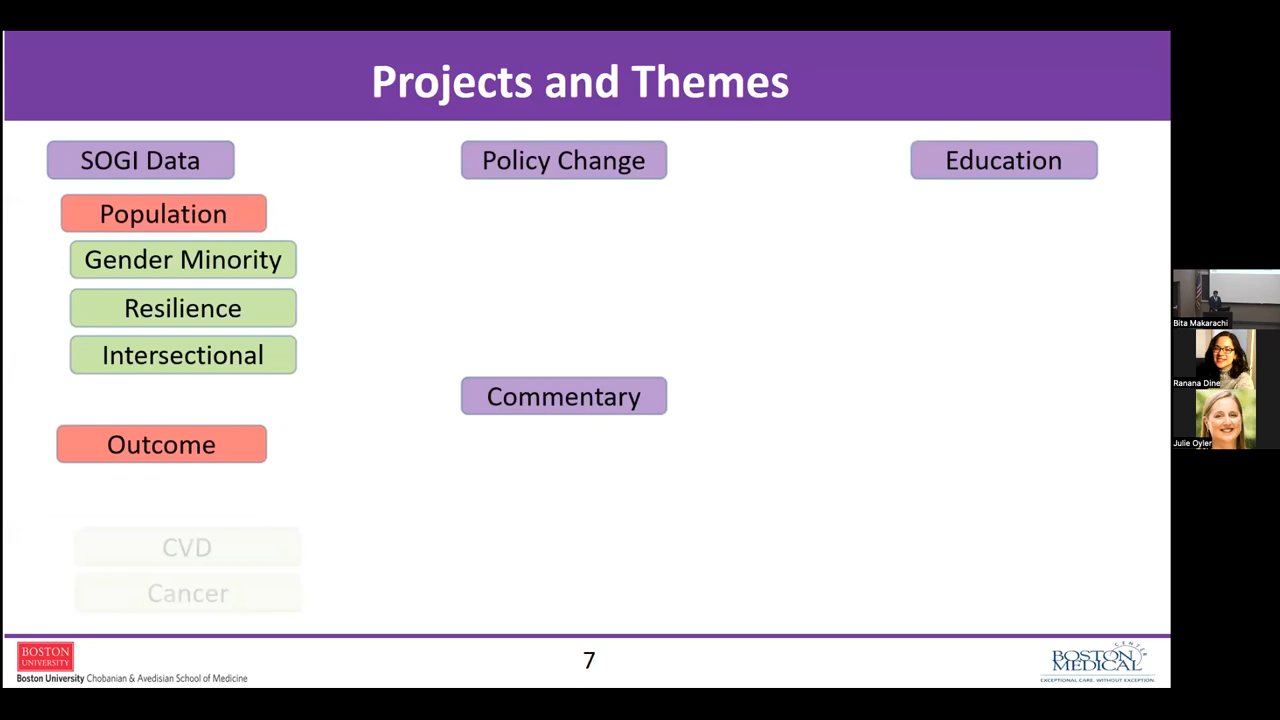 Projects and Themes
SOGI Data
Population
Gender Minority
Resilience
Intersectional
Outcome
CVD
Cancer
Policy Change
Commentary
Education
Bita Makarachi
Ranana Dine
Julie Oyler
BOSTON
UNIVERSITY
Boston University Chobanian & Avedisian School of Medicine
7
BOSTON
MEDICAL
CENTER
EXCEPTIONAL CARE. WITHOUT EXCEPTION